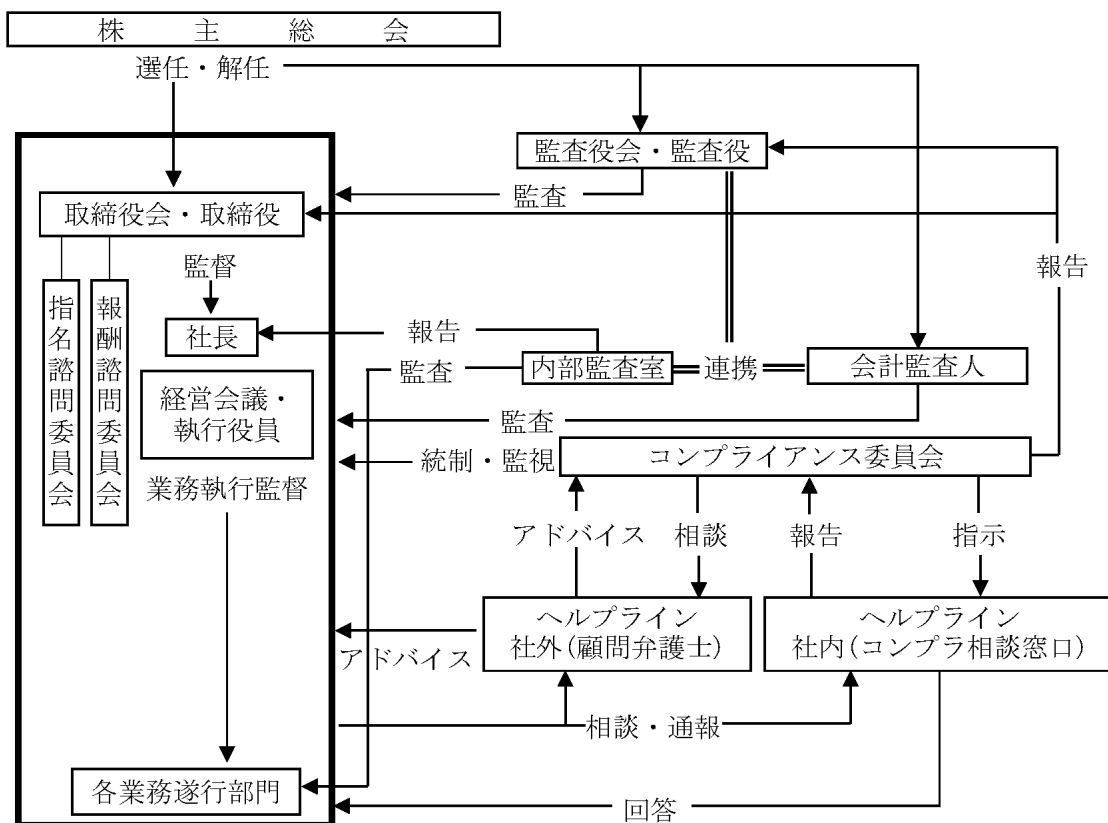 株主総会
選任・解任
監査役会・監査役
監査
取締役会・取締役
監督
報告
指名諮問委員会
報酬諮問委員会
社長
報告
監査
内部監査室
連携
会計監査人
経営会議・
執行役員
監査
統制・監視
コンプライアンス委員会
業務執行監督
アドバイス
相談
報告
指示
ヘルプライン
社外(顧問弁護士)
ヘルプライン
社内(コンプラ相談窓口)
アドバイス
相談・通報
各業務遂行部門
回答